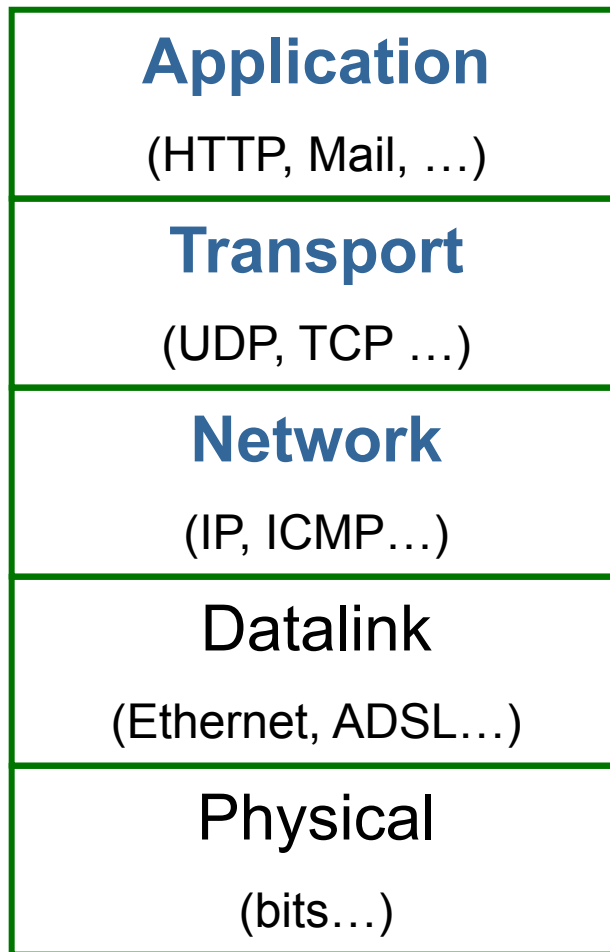 Application
(HTTP, Mail, …)
Transport
(UDP, TCP …)
Network
(IP, ICMP…)
Datalink
(Ethernet, ADSL…)
Physical
(bits…)